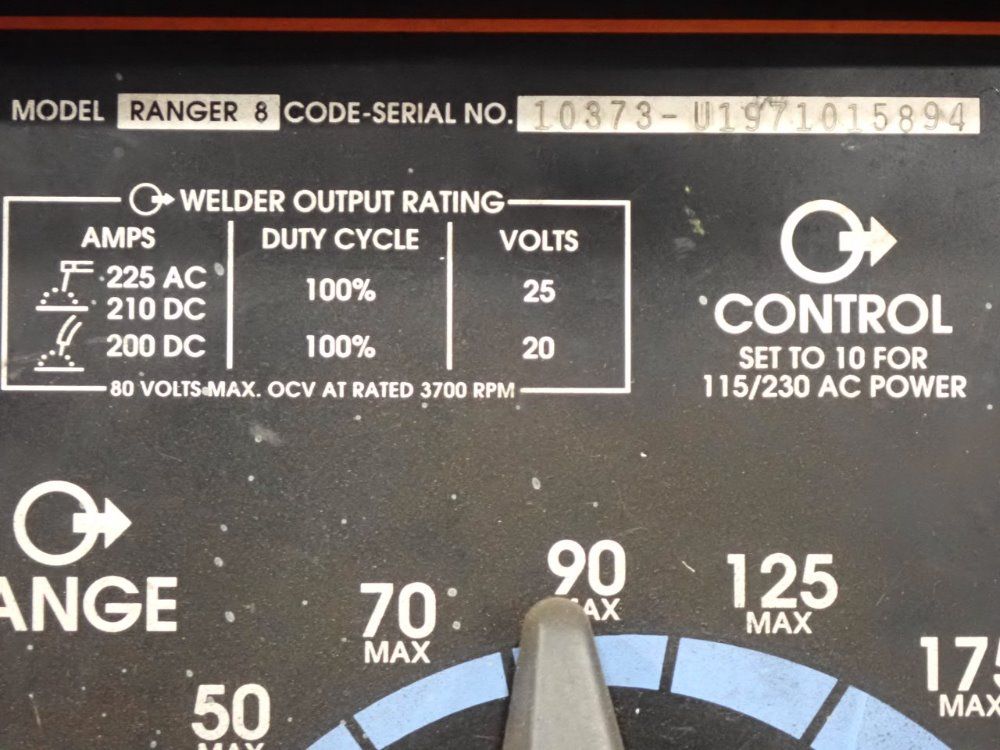 MODEL RANGER 8 CODE-SERIAL NO. 10373-U1971015894
WELDER OUTPUT RATING
AMPS DUTY CYCLE VOLTS
225 AC
210 DC 100% 25
200 DC 100% 20
80 VOLTS MAX. OCV AT RATED 3700 RPM
CONTROL
SET TO 10 FOR
115/230 AC POWER
ANGE
50
MAX
70
MAX
90
AX
125
MAX
175
MAX